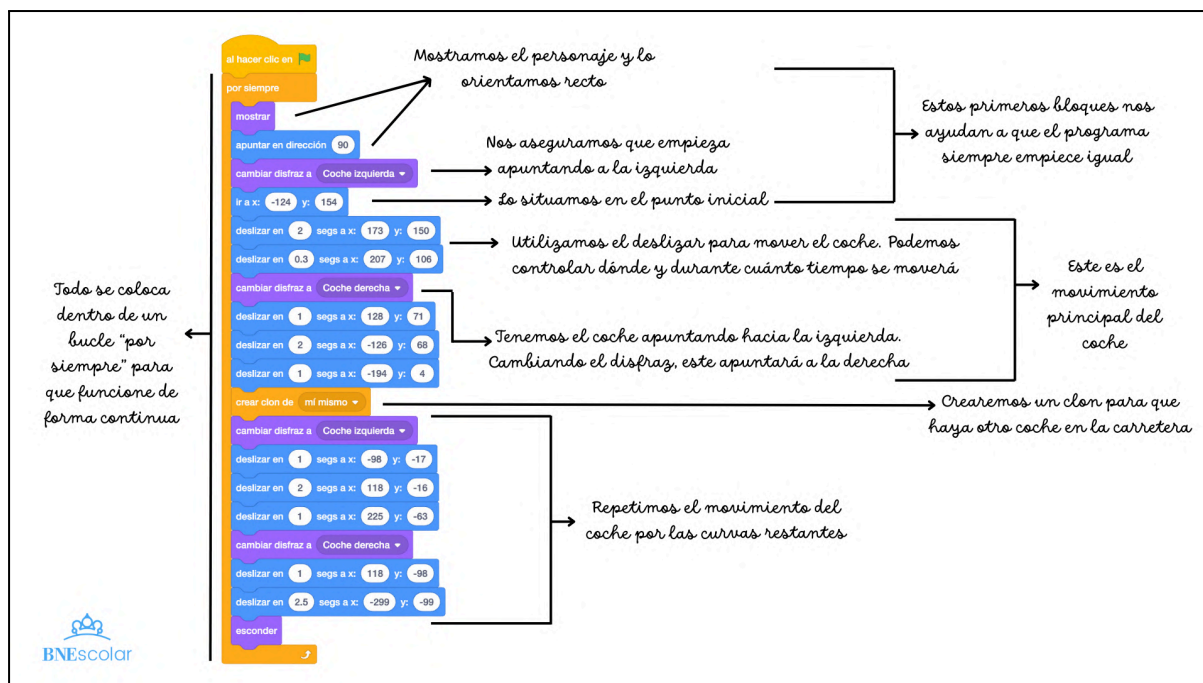 al hacer clic en
por siempre
mostrar
apuntar en dirección 90
cambiar disfraz a Coche izquierda
ir a x: -124 y: 154
deslizar en 2 segs a x: 173 y: 150
deslizar en 0.3 segs a x: 207 y: 106
cambiar disfraz a Coche derecha
deslizar en 1 segs a x: 128 y: 71
deslizar en 2 segs a x: -126 y: 68
deslizar en 1 segs a x: -194 y: 4
crear clon de mí mismo
cambiar disfraz a Coche izquierda
deslizar en 1 segs a x: -98 y: -17
deslizar en 2 segs a x: 118 y: -16
deslizar en 1 segs a x: 225 y: -63
cambiar disfraz a Coche derecha
deslizar en 1 segs a x: 118 y: -98
deslizar en 2.5 segs a x: -299 y: -99
esconder
Todo se coloca
dentro de un
bucle “por
siempre” para
que funcione de
forma continua
Mostramos el personaje y lo
orientamos recto
Nos aseguramos que empieza
apuntando a la izquierda
Lo situamos en el punto inicial
Estos primeros bloques nos
ayudan a que el programa
siempre empiece igual
Utilizamos el deslizar para mover el coche. Podemos
controlar dónde y durante cuánto tiempo se moverá
Tenemos el coche apuntando hacia la izquierda.
Cambiando el disfraz, este apuntará a la derecha
Este es el
movimiento
principal del
coche
Crearemos un clon para que
haya otro coche en la carretera
Repetimos el movimiento del
coche por las curvas restantes
BNEscolar